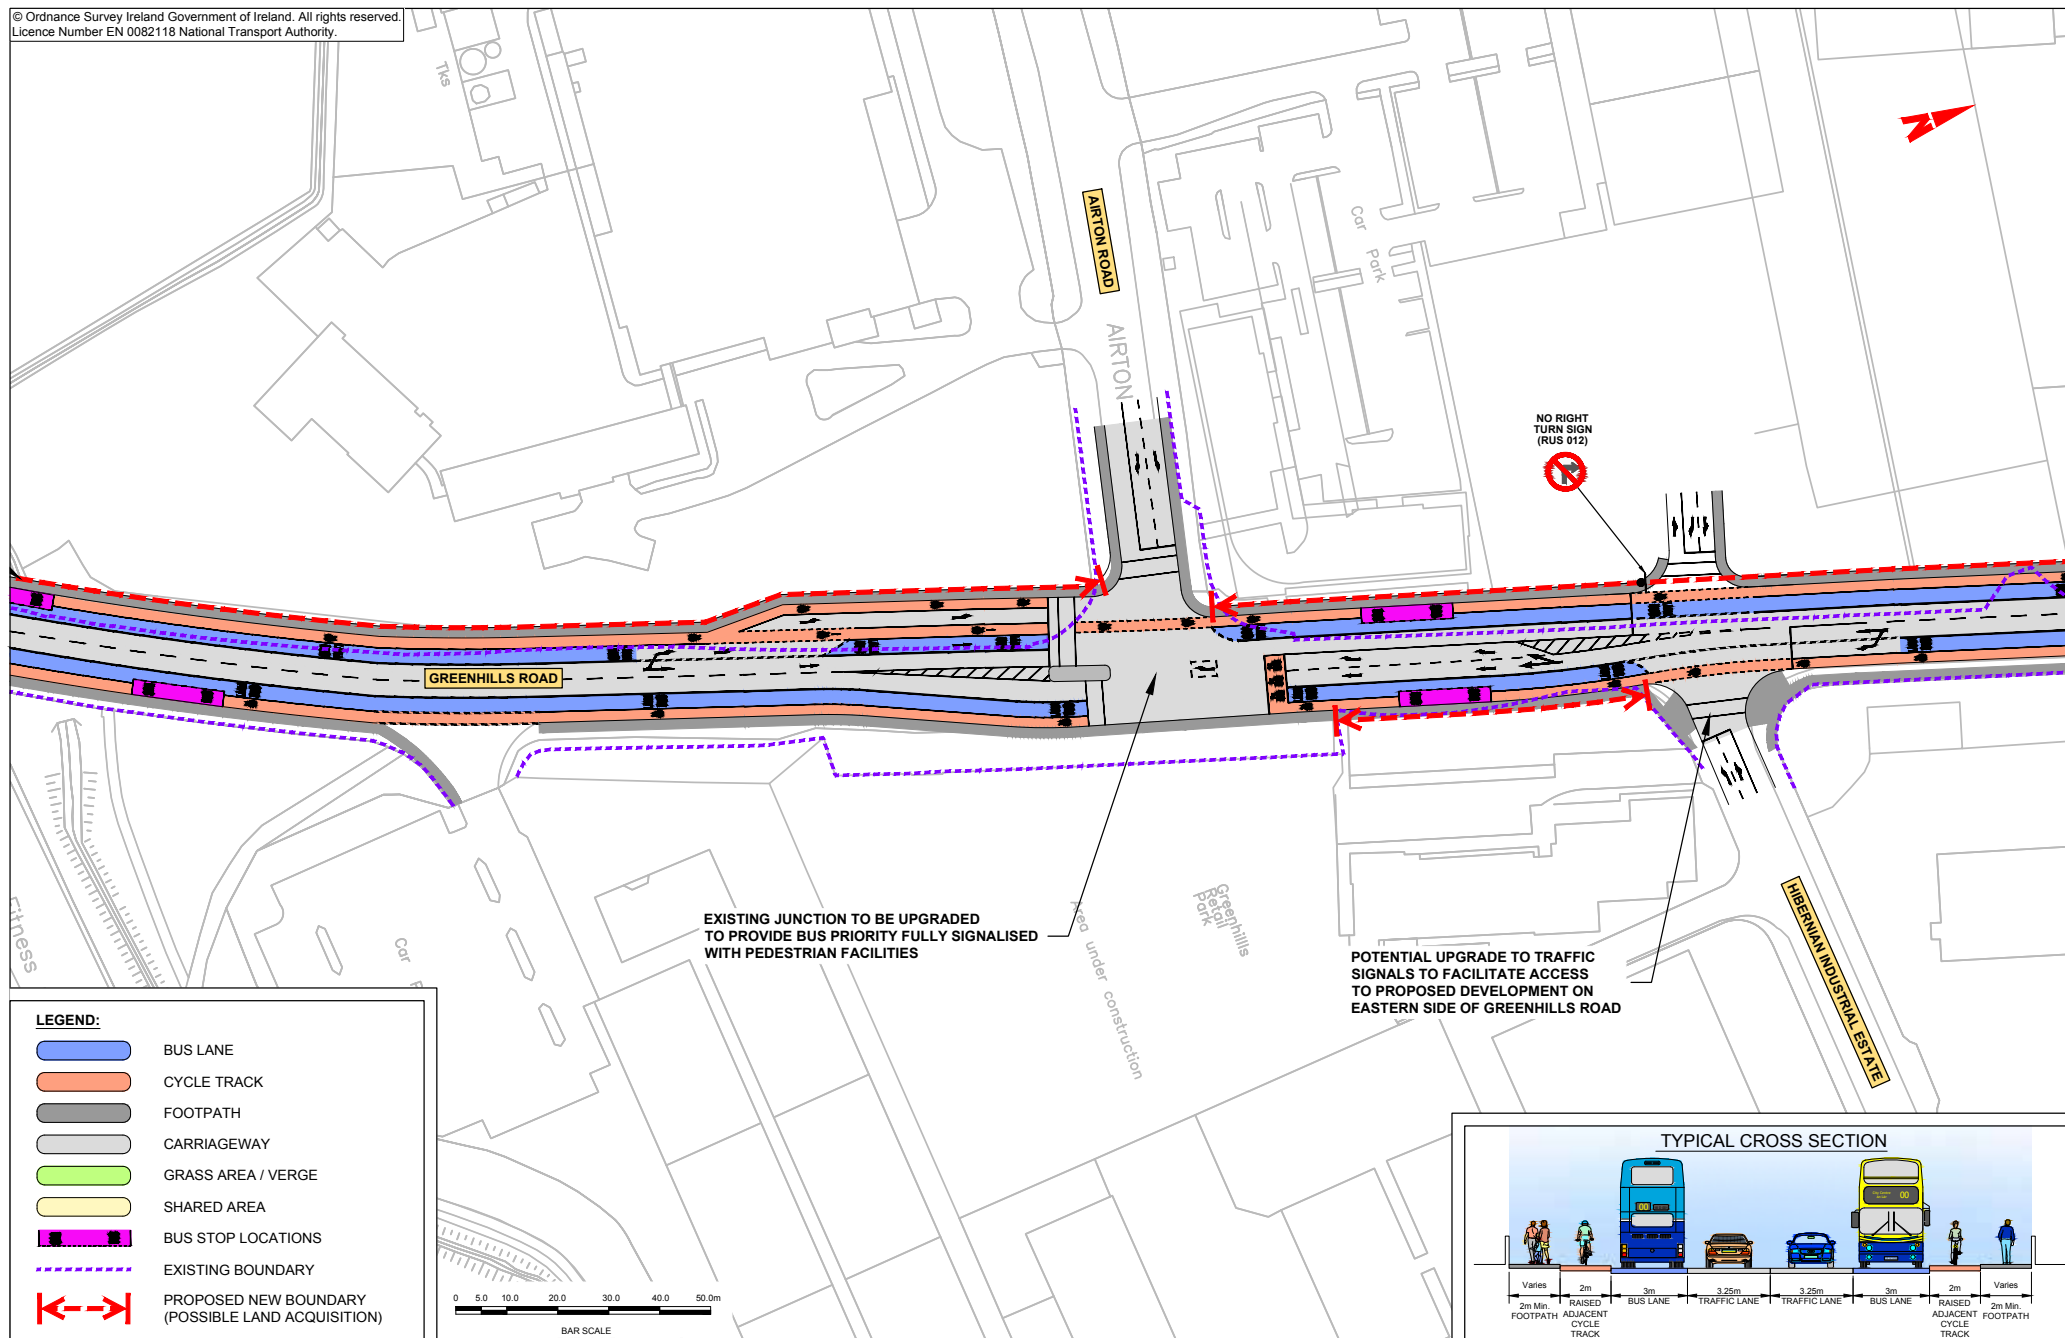 © Ordnance Survey Ireland Government of Ireland. All rights reserved.
Licence Number EN 0082118 National Transport Authority.
Tks
AIRTON ROAD
AIRTON
Car Park
NO RIGHT
TURN SIGN
(RUS 012)
GREENHILLS ROAD
EXISTING JUNCTION TO BE UPGRADED
TO PROVIDE BUS PRIORITY FULLY SIGNALISED
WITH PEDESTRIAN FACILITIES
Area under construction
Greenhills
Retail
Park
POTENTIAL UPGRADE TO TRAFFIC
SIGNALS TO FACILITATE ACCESS
TO PROPOSED DEVELOPMENT ON
EASTERN SIDE OF GREENHILLS ROAD
HIBERNIAN INDUSTRIAL ESTATE
Fitness
Car P
LEGEND:
BUS LANE
CYCLE TRACK
FOOTPATH
CARRIAGEWAY
GRASS AREA / VERGE
SHARED AREA
BUS STOP LOCATIONS
EXISTING BOUNDARY
PROPOSED NEW BOUNDARY
(POSSIBLE LAND ACQUISITION)
0 5.0 10.0 20.0 30.0 40.0 50.0m
BAR SCALE
TYPICAL CROSS SECTION
00
00
Varies 2m 3m 3.25m 3.25m 3m 2m Varies
2m Min. FOOTPATH
RAISED ADJACENT CYCLE TRACK
BUS LANE
TRAFFIC LANE
TRAFFIC LANE
BUS LANE
RAISED ADJACENT CYCLE TRACK
2m Min. FOOTPATH